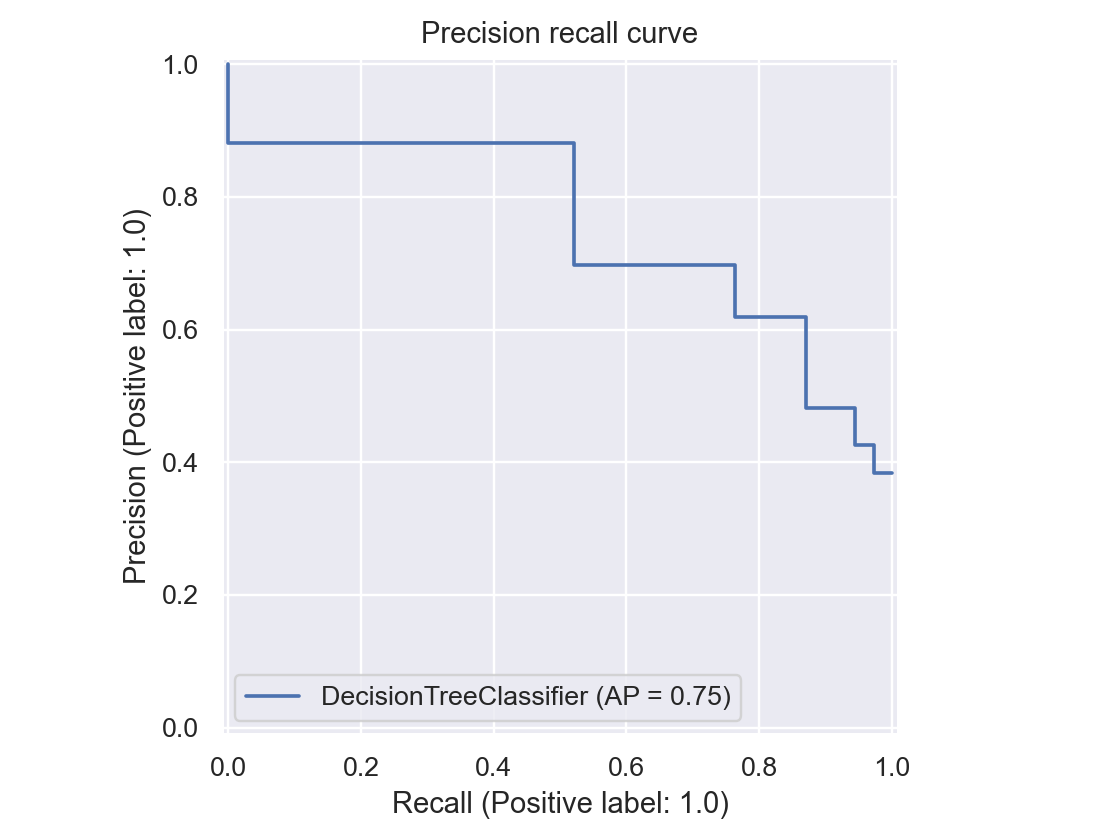 Precision recall curve
1.0
0.8
0.6
0.4
0.2
0.0
Precision (Positive label: 1.0)
DecisionTreeClassifier (AP = 0.75)
0.0 0.2 0.4 0.6 0.8 1.0
Recall (Positive label: 1.0)